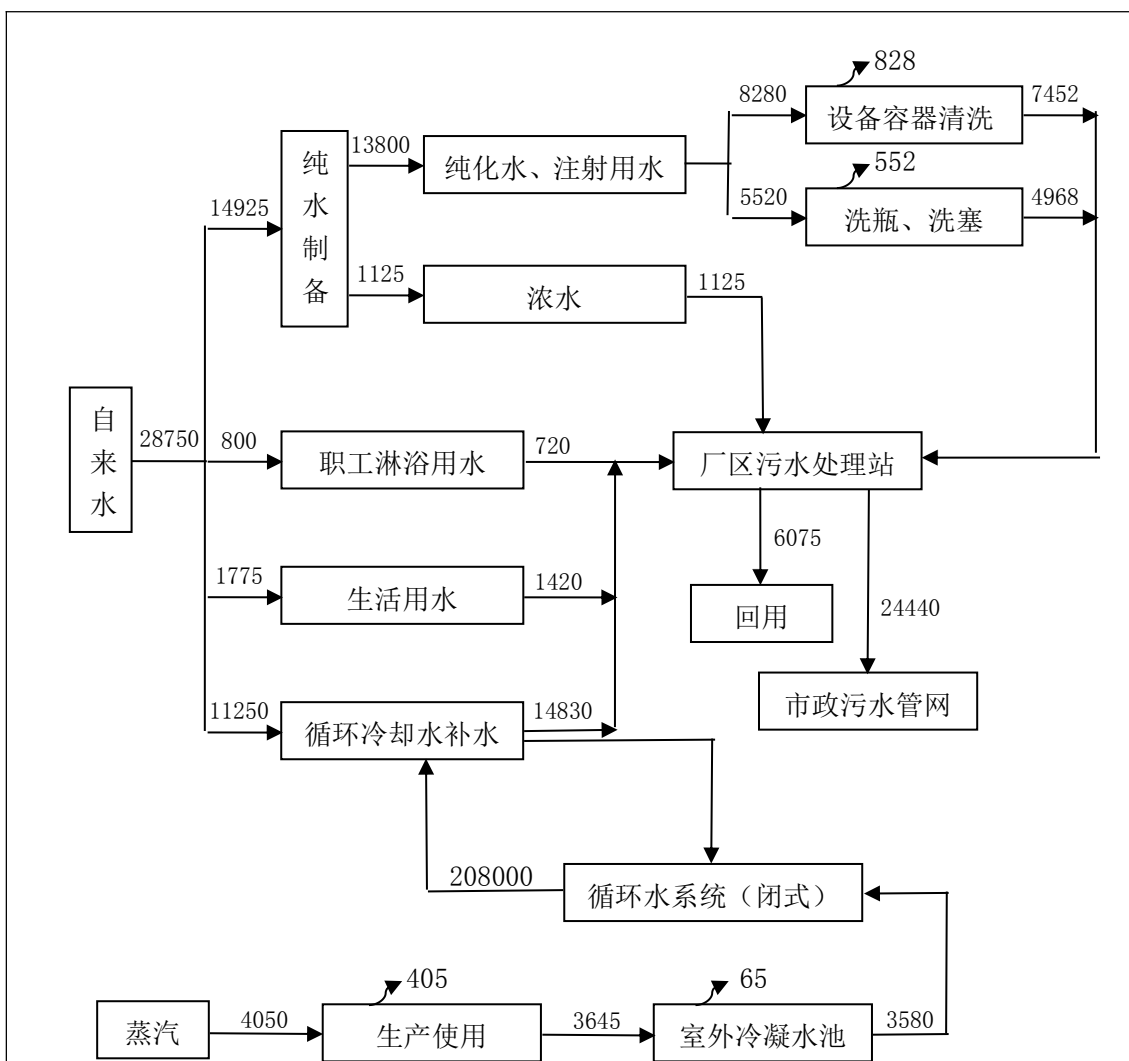 828
8280
设备容器清洗
7452
13800
纯化水、注射用水
552
14925
纯水制备
5520
洗瓶、洗塞
4968
1125
浓水
1125
自来水
28750
800
职工淋浴用水
720
厂区污水处理站
6075
1775
生活用水
1420
回用
24440
11250
循环冷却水补水
14830
市政污水管网
208000
循环水系统（闭式）
405
65
蒸汽
4050
生产使用
3645
室外冷凝水池
3580